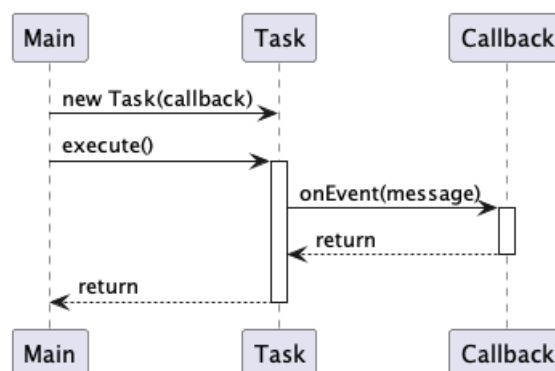 Main Task Callback
new Task(callback)
execute()
onEvent(message)
return
return
Main Task Callback